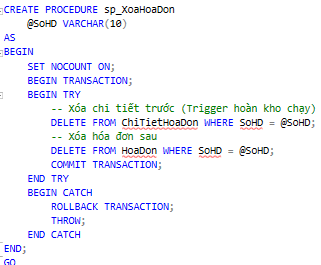 CREATE PROCEDURE sp_XoaHoaDon
@SoHD VARCHAR(10)
AS
BEGIN
SET NOCOUNT ON;
BEGIN TRANSACTION;
BEGIN TRY
-- Xóa chi tiết trước (Trigger hoàn kho chạy)
DELETE FROM ChiTietHoaDon WHERE SoHD = @SoHD;
-- Xóa hóa đơn sau
DELETE FROM HoaDon WHERE SoHD = @SoHD;
COMMIT TRANSACTION;
END TRY
BEGIN CATCH
ROLLBACK TRANSACTION;
THROW;
END CATCH
END;
GO